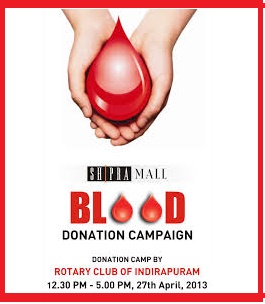 SHIPRA MALL
BLOOD
DONATION CAMPAIGN
DONATION CAMP BY
ROTARY CLUB OF INDIRAPURAM
12.30 PM - 5.00 PM, 27th April, 2013